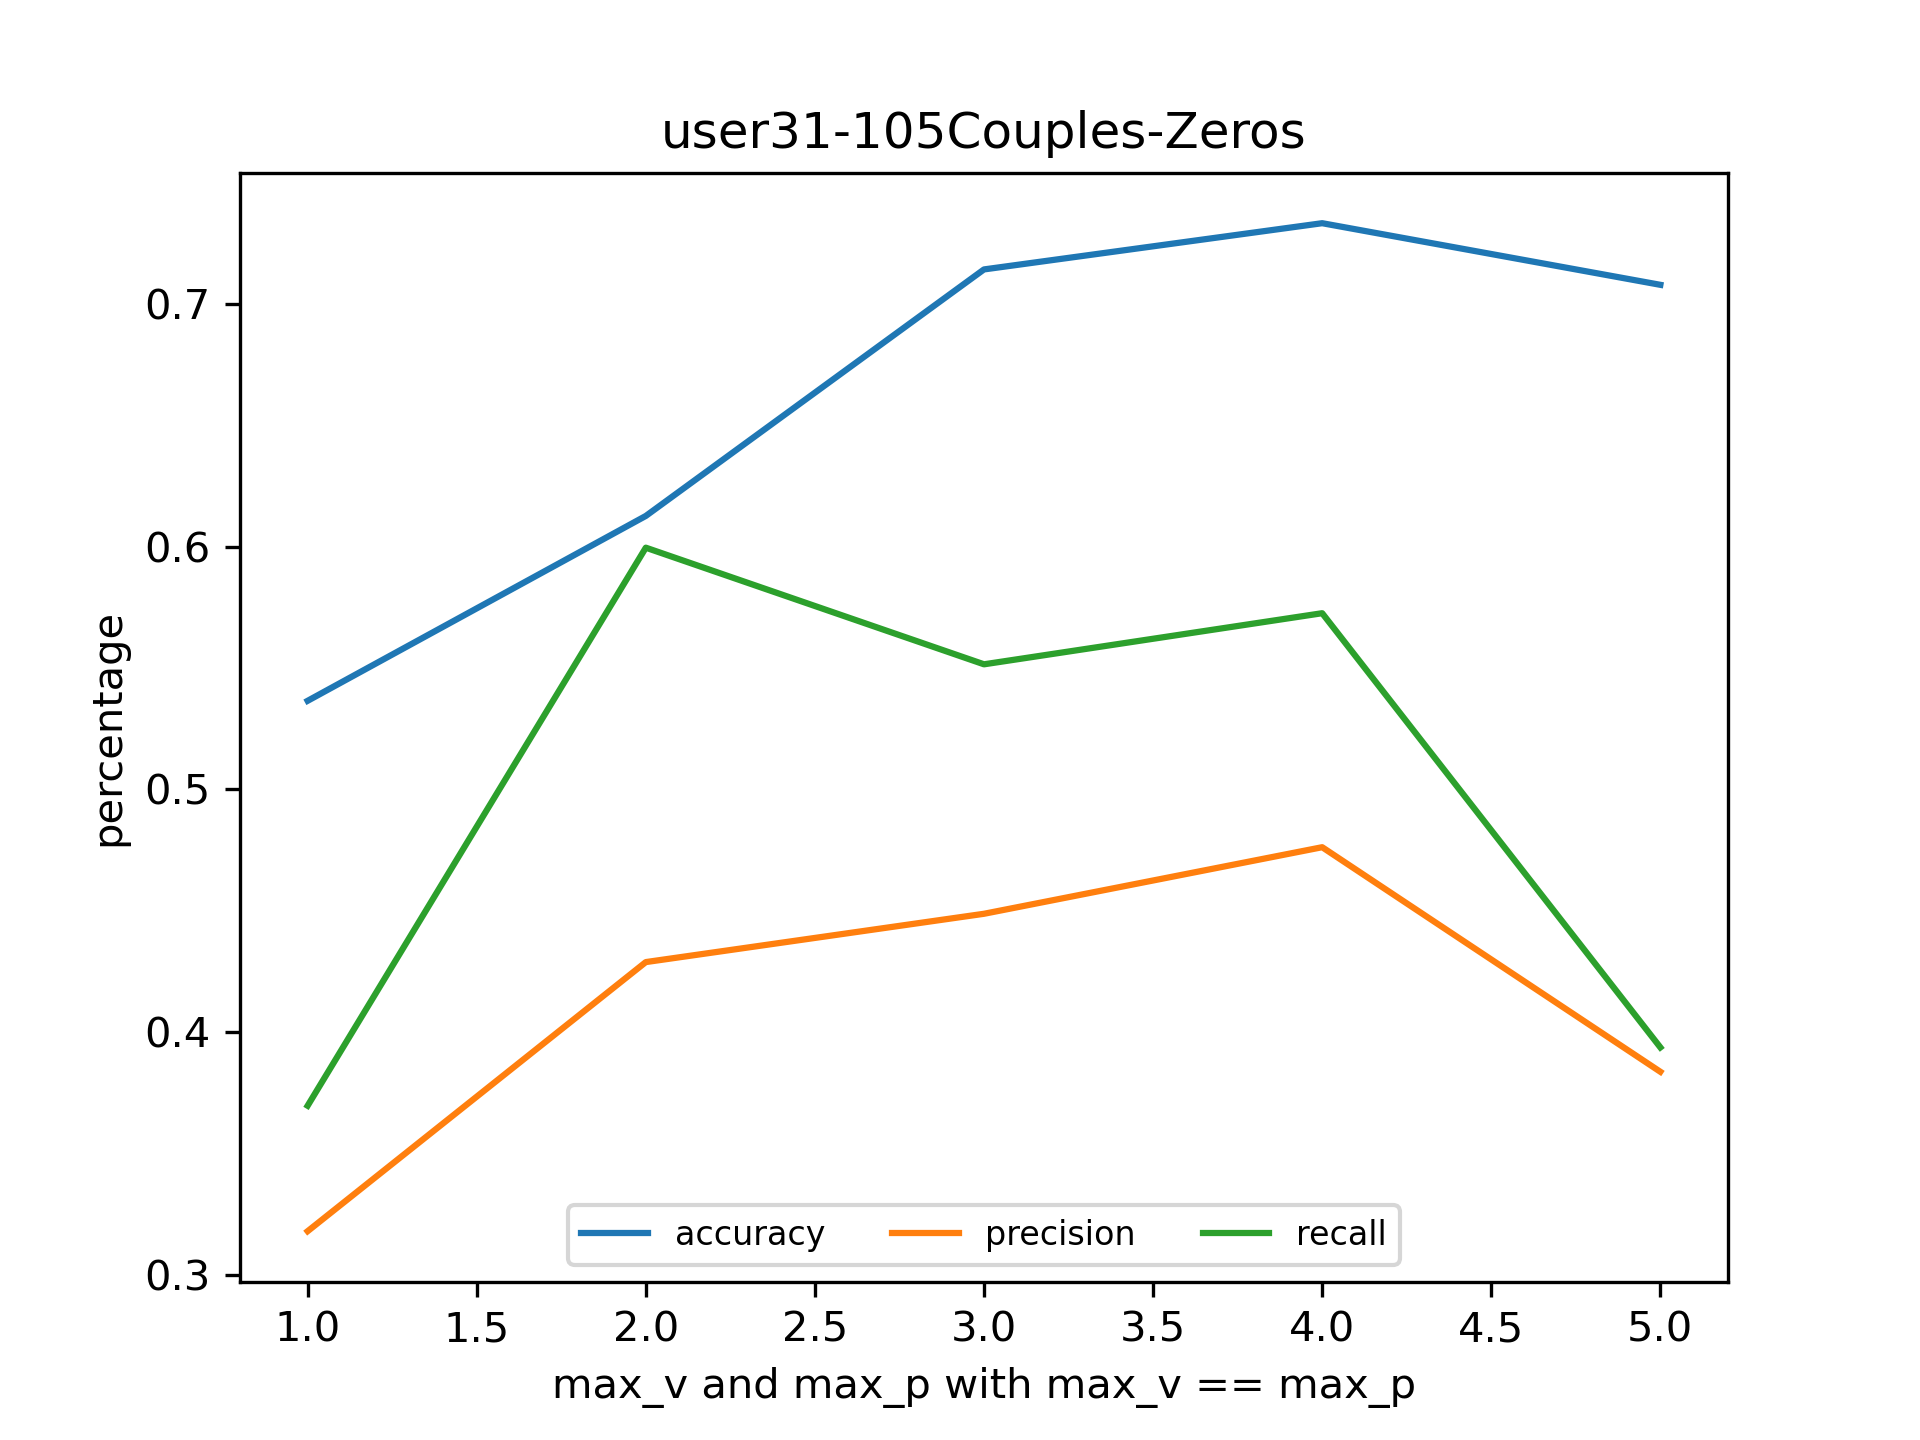 user31-105Couples-Zeros
percentage
0.7
0.6
0.5
0.4
0.3
accuracy precision recall
1.0 1.5 2.0 2.5 3.0 3.5 4.0 4.5 5.0
max_v and max_p with max_v == max_p